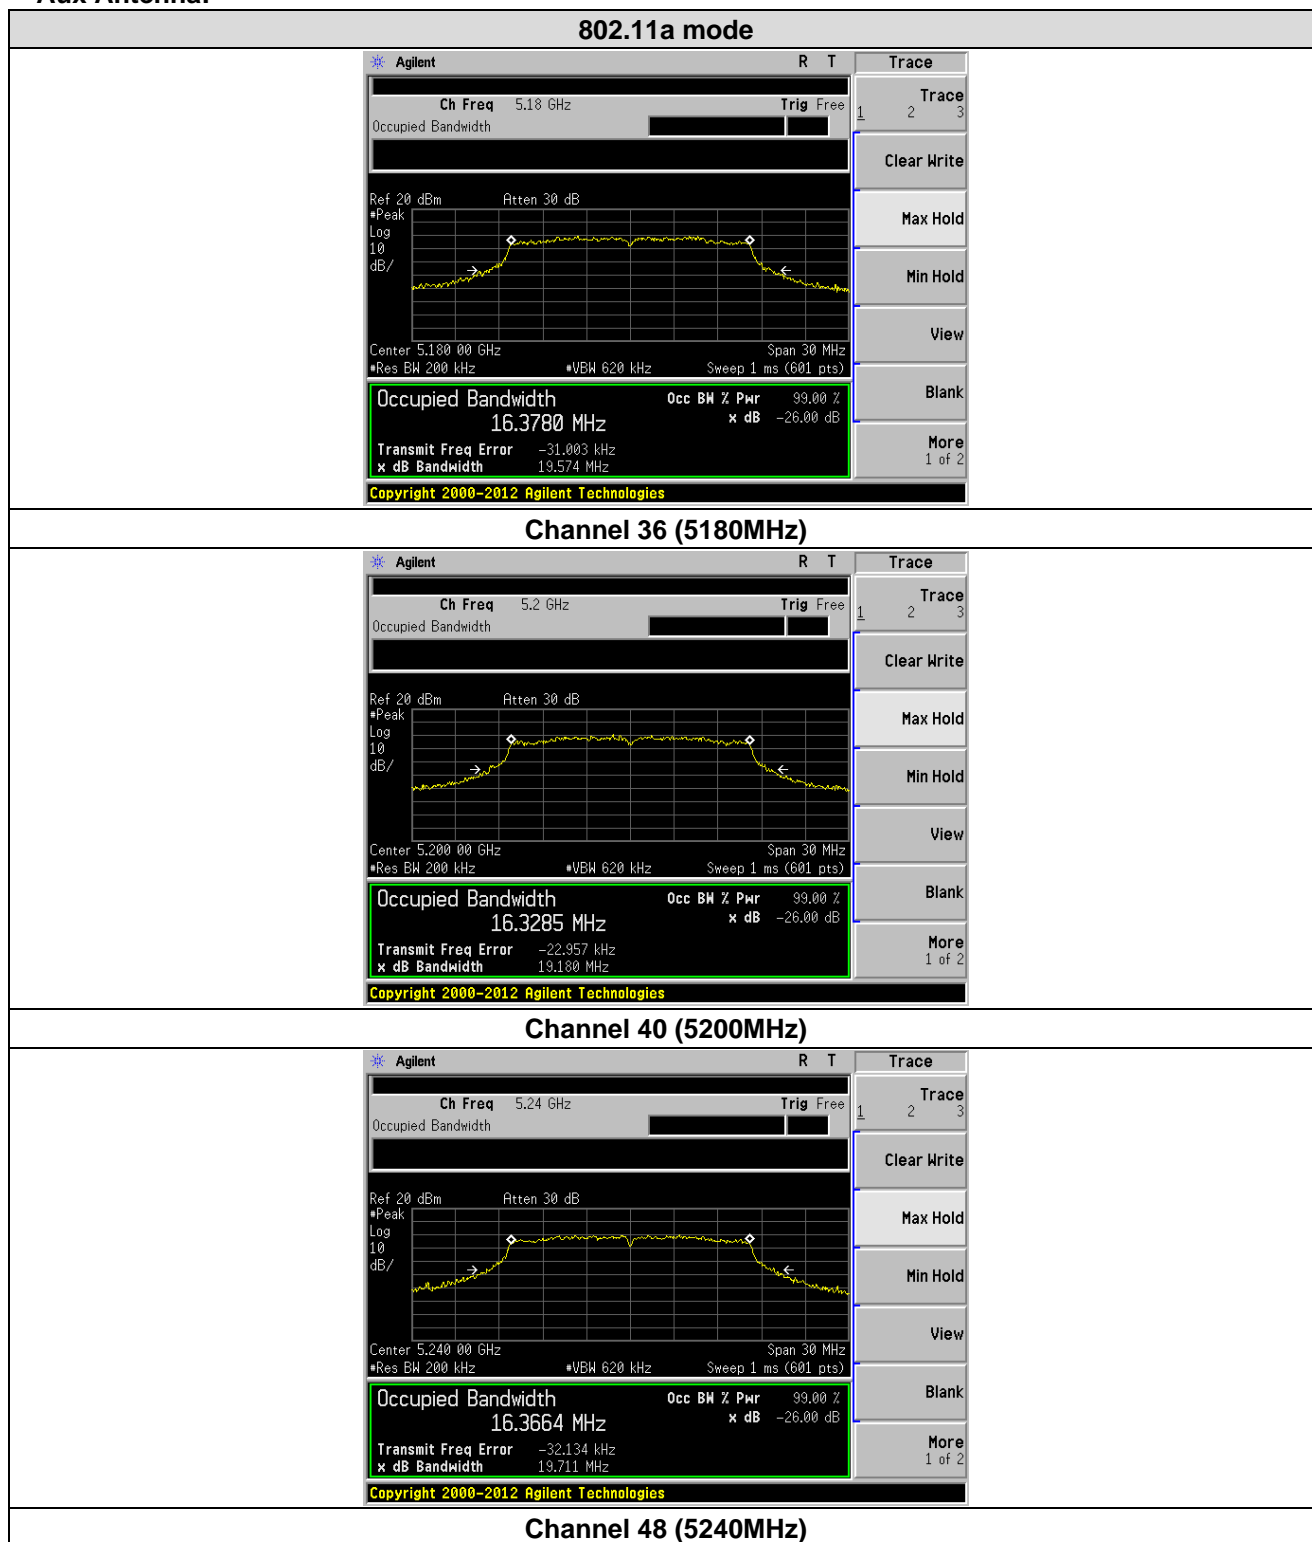 Aux Antenna:
802.11a mode
Agilent R T Trace
Ch Freq 5.18 GHz Trig Free
Occupied Bandwidth
Trace
1 2 3
Clear Write
Max Hold
Min Hold
View
Blank
More
1 of 2
Ref 20 dBm Atten 30 dB
#Peak
Log
10
dB/
Center 5.180 00 GHz Span 30 MHz
#Res BW 200 kHz #VBW 620 kHz Sweep 1 ms (601 pts)
Occupied Bandwidth Occ BW % Pwr 99.00 %
16.3780 MHz x dB -26.00 dB
Transmit Freq Error -31.003 kHz
x dB Bandwidth 19.574 MHz
Copyright 2000-2012 Agilent Technologies
Channel 36 (5180MHz)
Agilent R T Trace
Ch Freq 5.2 GHz Trig Free
Occupied Bandwidth
Trace
1 2 3
Clear Write
Max Hold
Min Hold
View
Blank
More
1 of 2
Ref 20 dBm Atten 30 dB
#Peak
Log
10
dB/
Center 5.200 00 GHz Span 30 MHz
#Res BW 200 kHz #VBW 620 kHz Sweep 1 ms (601 pts)
Occupied Bandwidth Occ BW % Pwr 99.00 %
16.3285 MHz x dB -26.00 dB
Transmit Freq Error -22.957 kHz
x dB Bandwidth 19.180 MHz
Copyright 2000-2012 Agilent Technologies
Channel 40 (5200MHz)
Agilent R T Trace
Ch Freq 5.24 GHz Trig Free
Occupied Bandwidth
Trace
1 2 3
Clear Write
Max Hold
Min Hold
View
Blank
More
1 of 2
Ref 20 dBm Atten 30 dB
#Peak
Log
10
dB/
Center 5.240 00 GHz Span 30 MHz
#Res BW 200 kHz #VBW 620 kHz Sweep 1 ms (601 pts)
Occupied Bandwidth Occ BW % Pwr 99.00 %
16.3664 MHz x dB -26.00 dB
Transmit Freq Error -32.134 kHz
x dB Bandwidth 19.711 MHz
Copyright 2000-2012 Agilent Technologies
Channel 48 (5240MHz)